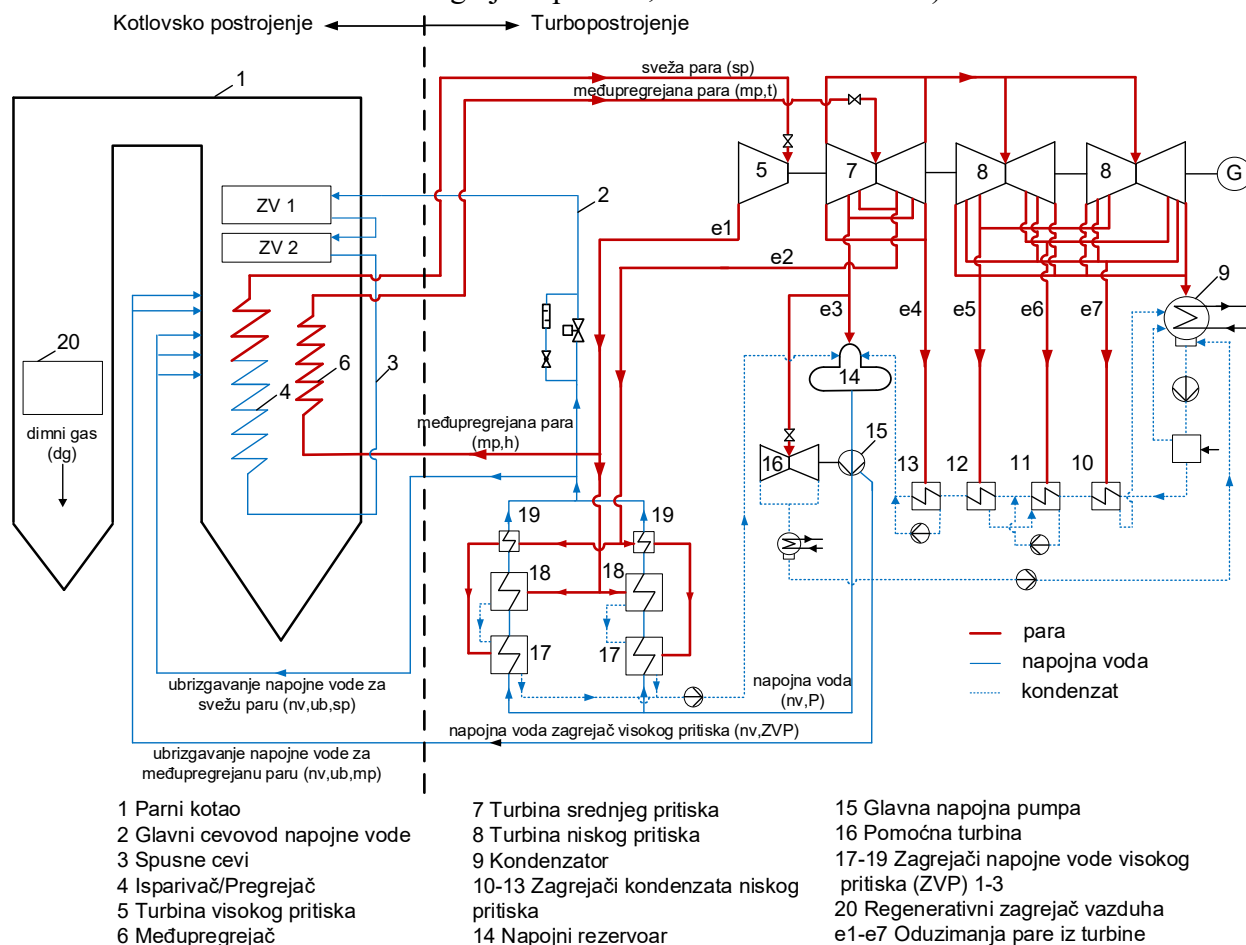 Kotlovsko postrojenje
Turbopostrojenje
1
sveža para (sp)
međupregrejana para (mp,t)
ZV 1
ZV 2
2
5
7
8
8
G
e1
e2
e3
e4
e5
e6
e7
9
20
dimni gas
(dg)
4
6
3
14
međupregrejana para
(mp,h)
15
16
13
12
11
10
19
19
18
18
17
17
para
napojna voda
kondenzat
ubrizgavanje napojne vode za
svežu paru (nv,ub,sp)
napojna voda
(nv,P)
napojna voda zagrejač visokog pritiska (nv,ZVP)
ubrizgavanje napojne vode za
međupregrejanu paru (nv,ub,mp)
1 Parni kotao
2 Glavni cevovod napojne vode
3 Spusne cevi
4 Isparivač/Pregrejač
5 Turbina visokog pritiska
6 Međupregrejač
7 Turbina srednjeg pritiska
8 Turbina niskog pritiska
9 Kondenzator
10-13 Zagrejači kondenzata niskog
pritiska
14 Napojni rezervoar
15 Glavna napojna pumpa
16 Pomoćna turbina
17-19 Zagrejači napojne vode visokog
pritiska (ZVP) 1-3
20 Regenerativni zagrejač vazduha
e1-e7 Oduzimanja pare iz turbine